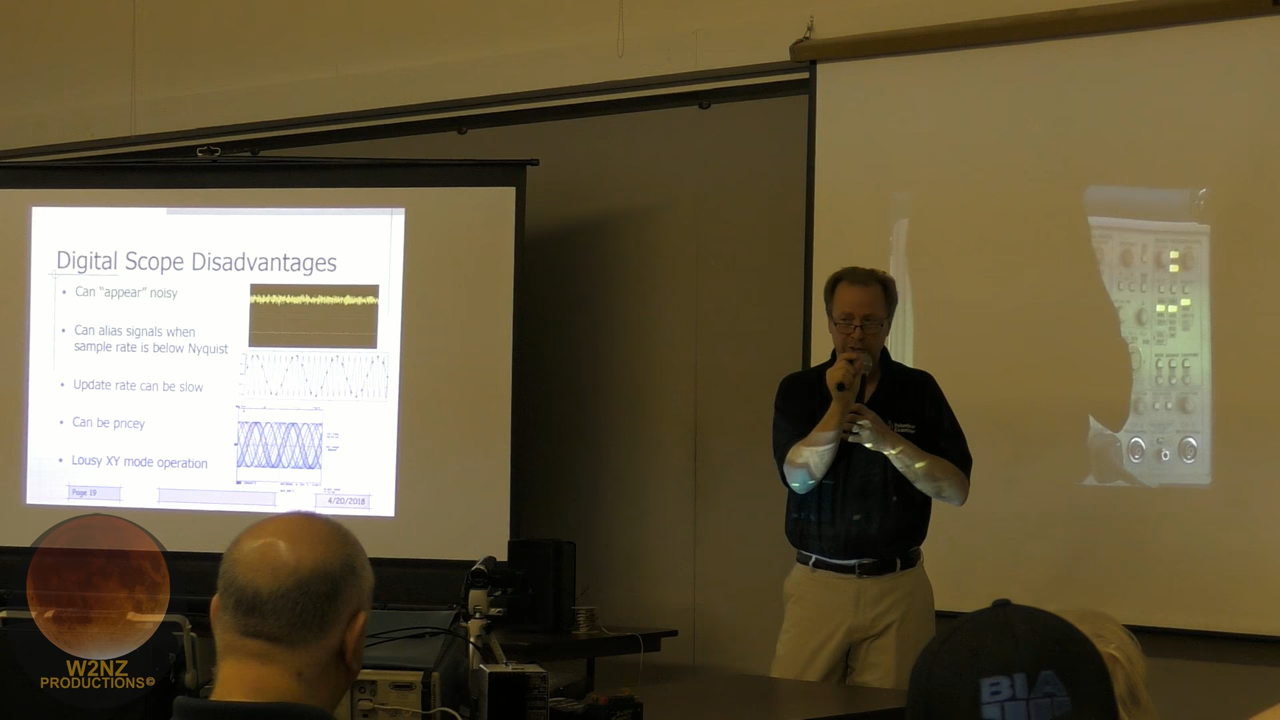 Digital Scope Disadvantages
• Can "appear" noisy
• Can alias signals when
sample rate is below Nyquist
• Update rate can be slow
• Can be pricey
• Lousy XY mode operation
Page 19
4/20/2018
W2NZ
PRODUCTIONS©
BIA